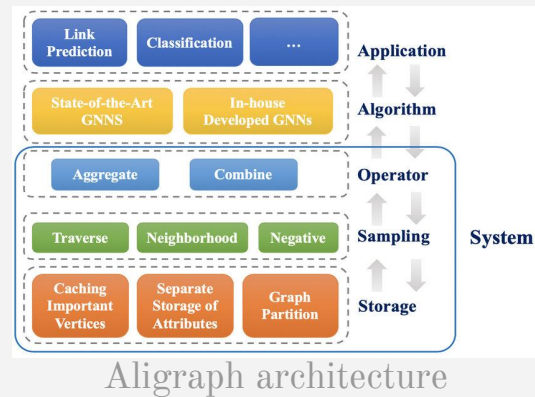 Link
Prediction
Classification
...
Application
State-of-the-Art
GNNS
In-house
Developed GNNs
Algorithm
Aggregate
Combine
Operator
Traverse
Neighborhood
Negative
Sampling
System
Caching
Important
Vertices
Separate
Storage of
Attributes
Graph
Partition
Storage
Aligraph architecture